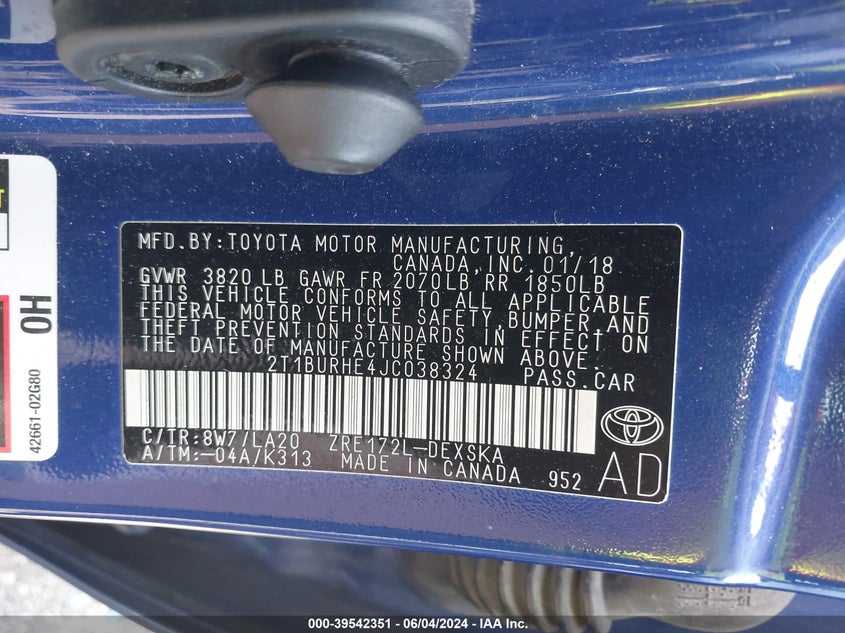 MFD.BY:TOYOTA MOTOR MANUFACTURING,
CANADA,INC. 01/18
GVWR 3820 LB GAWR FR 2070LB RR 1850LB
THIS VEHICLE CONFORMS TO ALL APPLICABLE
FEDERAL MOTOR VEHICLE SAFETY,BUMPER,AND
THEFT PREVENTION STANDARDS IN EFFECT ON
THE DATE OF MANUFACTURE SHOWN ABOVE.
2T1BURHE4JC038324 PASS.CAR
C/TR:8W7/LA20 ZRE172L-DEXSKA
A/TM:-04A/K313 MADE IN CANADA 952
AD
OH
42661-02G80
000-39542351 - 06/04/2024 - IAA Inc.